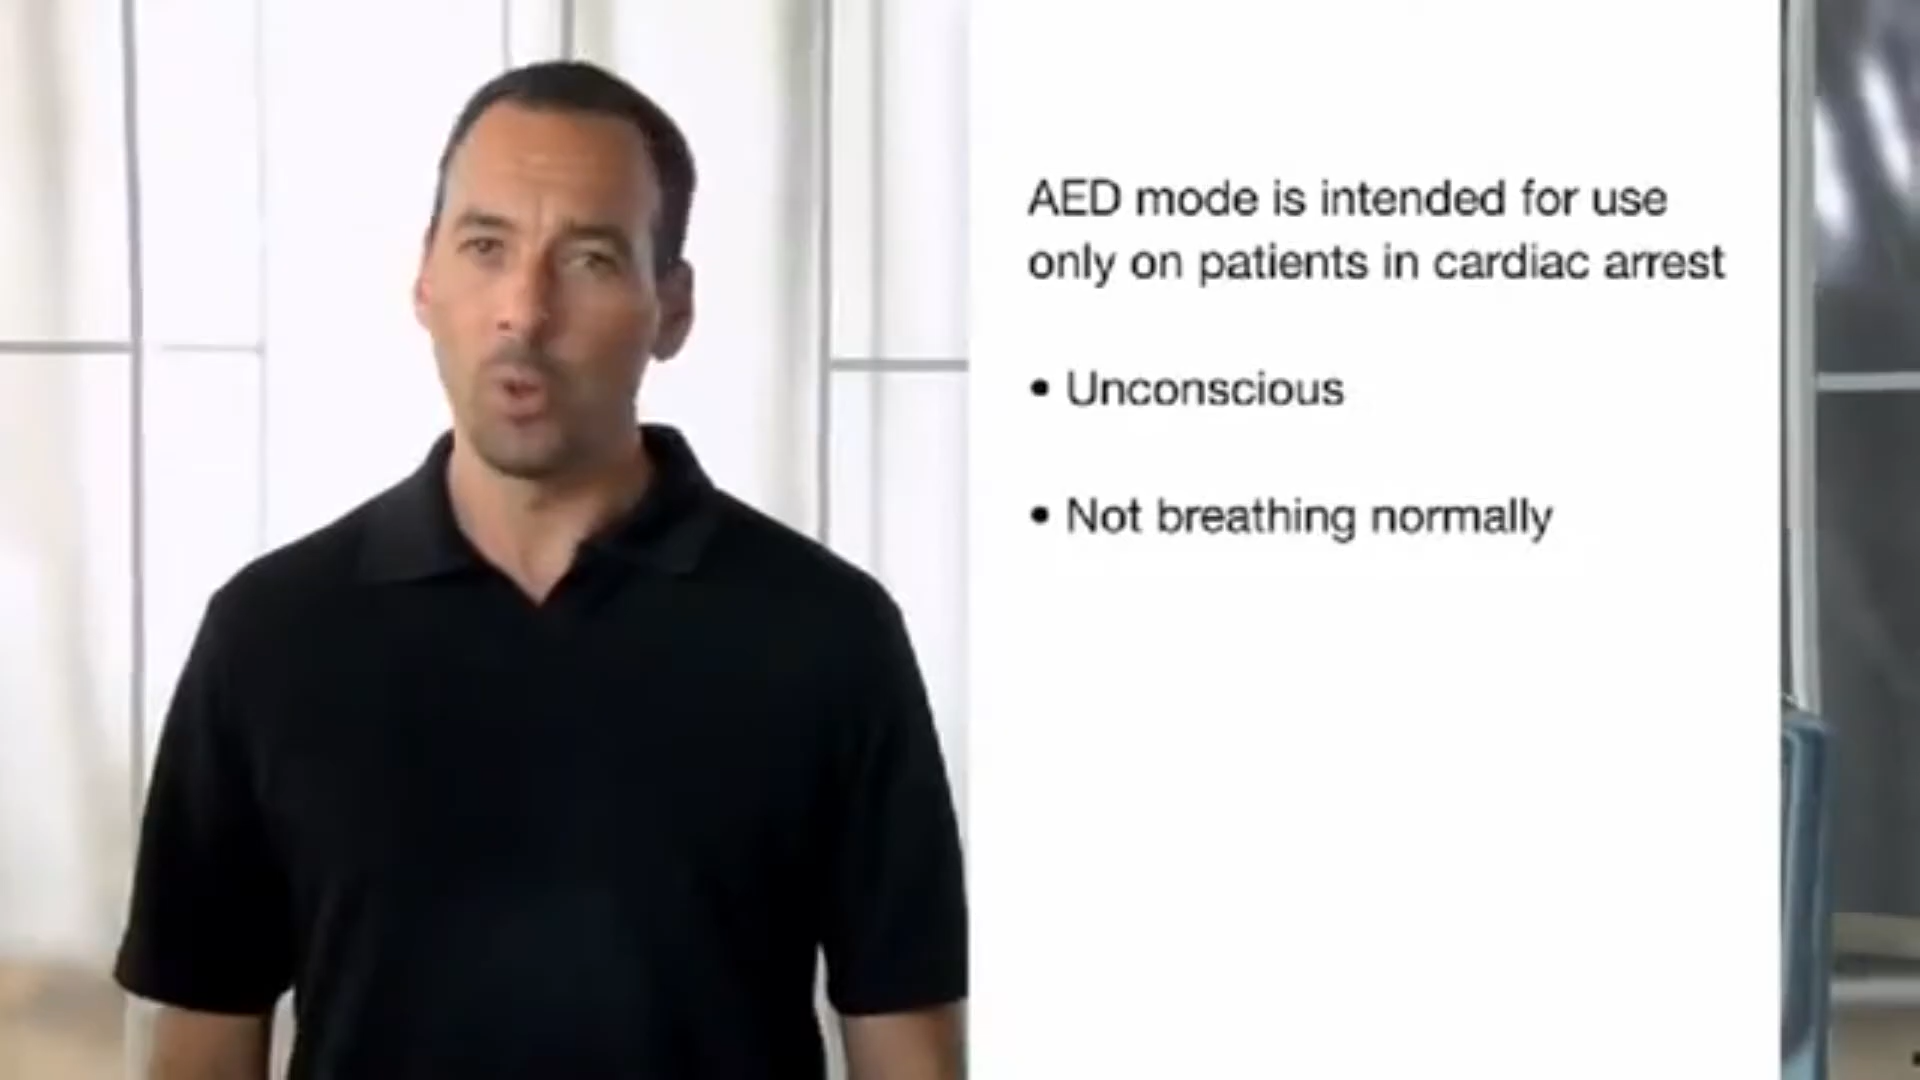 AED mode is intended for use
only on patients in cardiac arrest
• Unconscious
• Not breathing normally